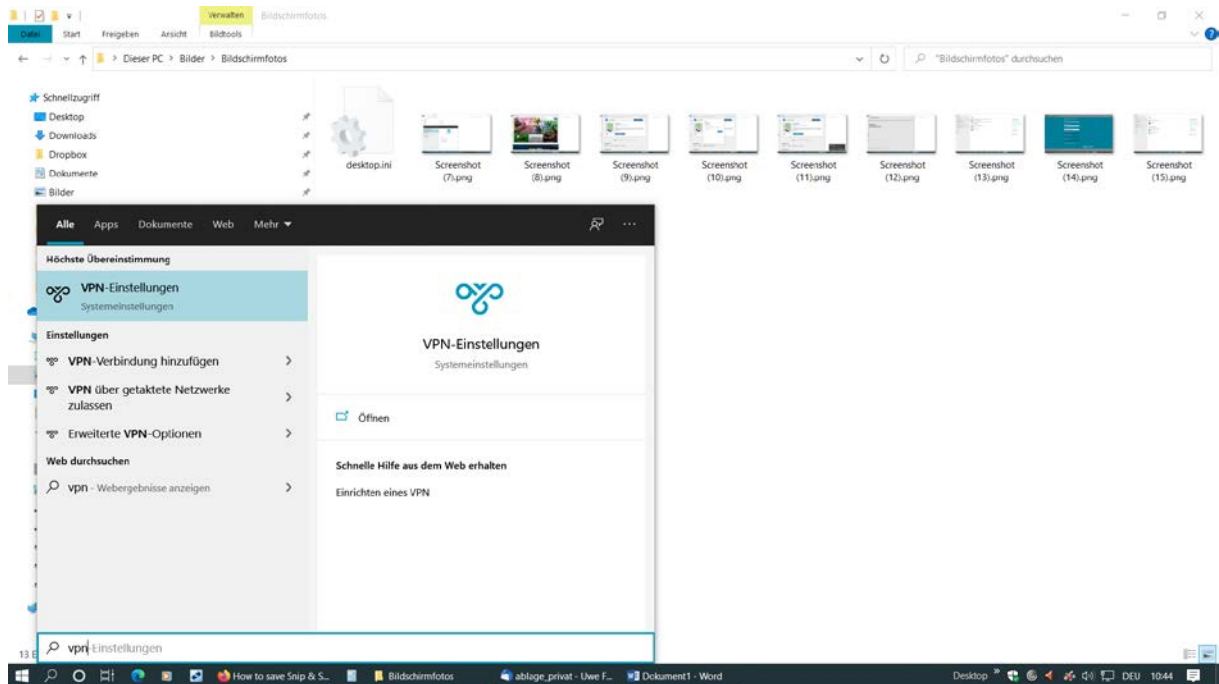 Verwalten Bildschirmfotos
Datei Start Freigeben Ansicht Bildtools
Dieser PC > Bilder > Bildschirmfotos
"Bildschirmfotos" durchsuchen
Schnellzugriff
Desktop
Downloads
Dropbox
Dokumente
Bilder
desktop.ini
Screenshot (7).png
Screenshot (8).png
Screenshot (9).png
Screenshot (10).png
Screenshot (11).png
Screenshot (12).png
Screenshot (13).png
Screenshot (14).png
Screenshot (15).png
Alle Apps Dokumente Web Mehr
Höchste Übereinstimmung
VPN-Einstellungen
Systemeinstellungen
Einstellungen
VPN-Verbindung hinzufügen
VPN über getaktete Netzwerke
zulassen
Erweiterte VPN-Optionen
Web durchsuchen
vpn - Webergebnisse anzeigen
VPN-Einstellungen
Systemeinstellungen
Öffnen
Schnelle Hilfe aus dem Web erhalten
Einrichten eines VPN
13 E
vpn-Einstellungen
How to save Snip & S... Bildschirmfotos ablage_privat - Uwe F... Dokument1 - Word Desktop » DEU 10:44